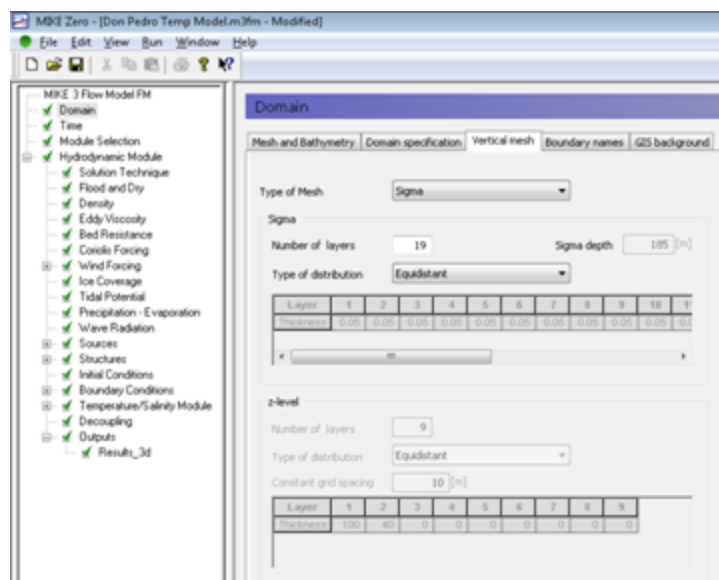 MIKE Zero - [Don Pedro Temp Model.m3fm - Modified]
File Edit View Run Window Help
MIKE 3 Flow Model FM
Domain
Time
Module Selection
Hydrodynamic Module
Solution Technique
Flood and Dry
Density
Eddy Viscosity
Bed Resistance
Coriolis Forcing
Wind Forcing
Ice Coverage
Tidal Potential
Precipitation - Evaporation
Wave Radiation
Sources
Structures
Initial Conditions
Boundary Conditions
Temperature/Salinity Module
Decoupling
Outputs
Results_3d
Domain
Mesh and Bathymetry Domain specification Vertical mesh Boundary names GIS background
Type of Mesh Sigma
Sigma
Number of layers 19 Sigma depth 185 [m]
Type of distribution Equidistant
Layer 1 2 3 4 5 6 7 8 9 10
Thickness 0.05 0.05 0.05 0.05 0.05 0.05 0.05 0.05 0.05 0.05
z-level
Number of layers 9
Type of distribution Equidistant
Constant grid spacing 10 [m]
Layer 1 2 3 4 5 6 7 8 9
Thickness 100 40 0 0 0 0 0 0 0